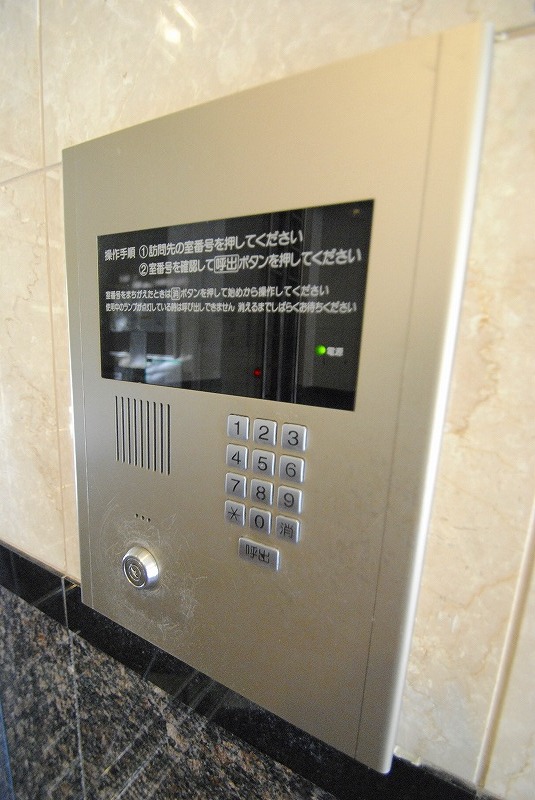 操作手順 ①訪問先の室番号を押してください
②室番号を確認して呼出ボタンを押してください
室番号をまちがえたときは消ボタンを押して始めから操作してください
使用中のランプが点灯している時は呼び出しできません 消えるまでしばらくお待ちください
電源
1 2 3
4 5 6
7 8 9
＊ 0 消
呼出